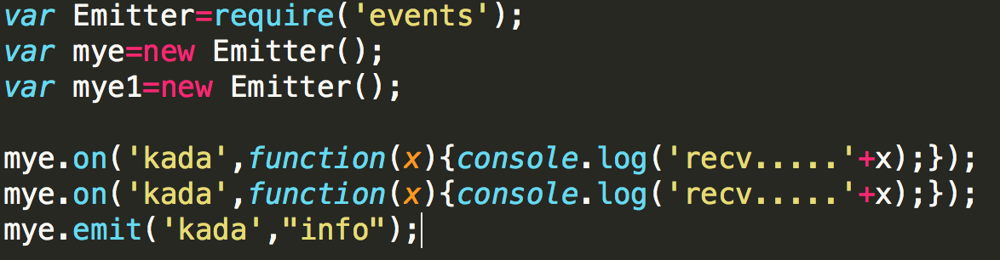 var Emitter=require('events');
var mye=new Emitter();
var mye1=new Emitter();
mye.on('kada',function(x){console.log('recv.....'+x);});
mye.on('kada',function(x){console.log('recv.....'+x);});
mye.emit('kada',"info");